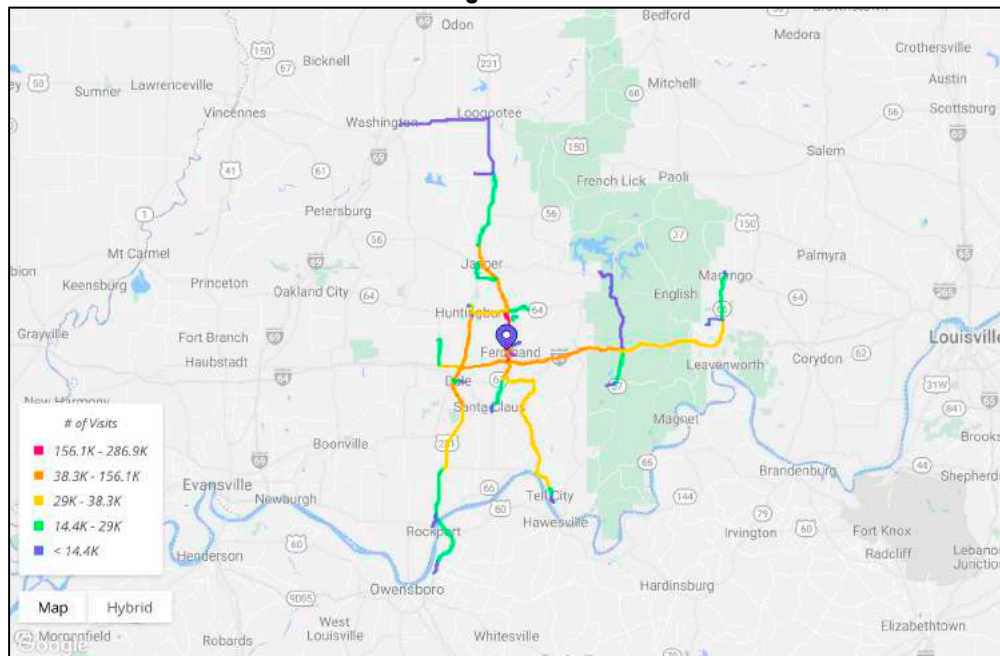 Odon
Bedford
Medora
Crothersville
Bicknell
Mitchell
Austin
Sumner
Lawrenceville
Vincennes
Washington
Loogootee
Scottsburg
Salem
French Lick
Paoli
Petersburg
Mt Carmel
Jasper
Palmyra
Keensburg
Princeton
Oakland City
Marengo
English
Huntingburg
Grayville
Fort Branch
Haubstadt
Ferdinand
Louisville
Leavenworth
Corydon
Dale
Santa Claus
New Harmony
Magnet
Boonville
Brandenburg
Evansville
Newburgh
Tell City
Hawesville
Rockport
Irvington
Fort Knox
Radcliff
Henderson
Owensboro
Hardinsburg
Robards
West
Louisville
Whitesville
Elizabethtown
# of Visits
156.1K - 286.9K
38.3K - 156.1K
29K - 38.3K
14.4K - 29K
< 14.4K
Map Hybrid
Google